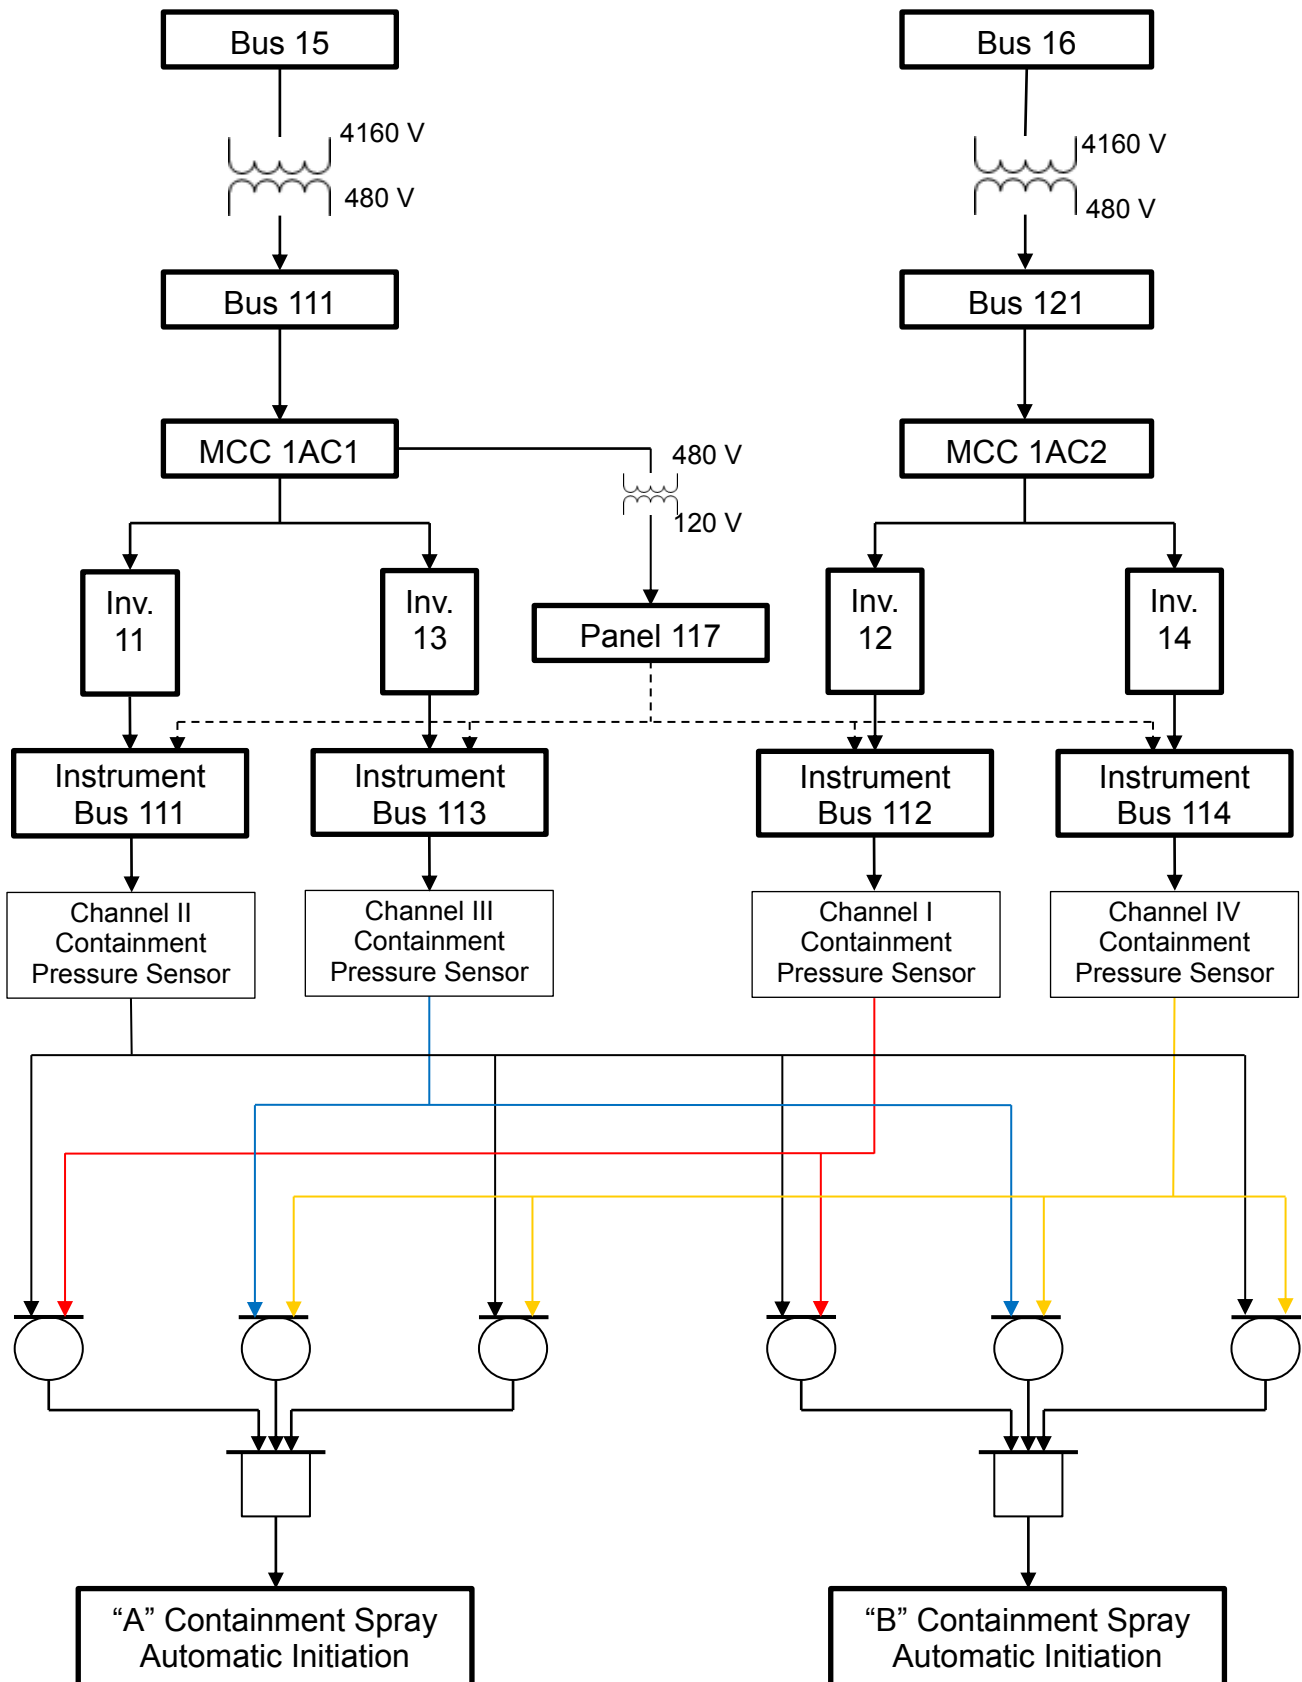 Bus 15
Bus 16
4160 V
480 V
4160 V
480 V
Bus 111
Bus 121
MCC 1AC1
MCC 1AC2
480 V
120 V
Inv.
11
Inv.
13
Panel 117
Inv.
12
Inv.
14
Instrument
Bus 111
Instrument
Bus 113
Instrument
Bus 112
Instrument
Bus 114
Channel II
Containment
Pressure Sensor
Channel III
Containment
Pressure Sensor
Channel I
Containment
Pressure Sensor
Channel IV
Containment
Pressure Sensor
“A” Containment Spray
Automatic Initiation
“B” Containment Spray
Automatic Initiation